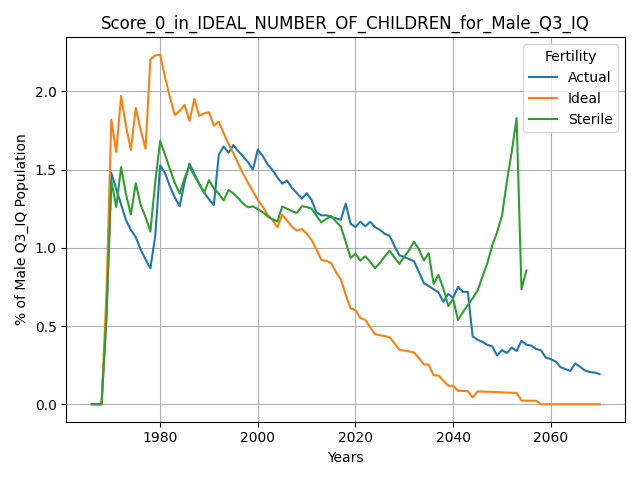 Score_0_in_IDEAL_NUMBER_OF_CHILDREN_for_Male_Q3_IQ
Fertility
Actual
Ideal
Sterile
% of Male Q3_IQ Population
2.0
1.5
1.0
0.5
0.0
1980
2000
2020
2040
2060
Years